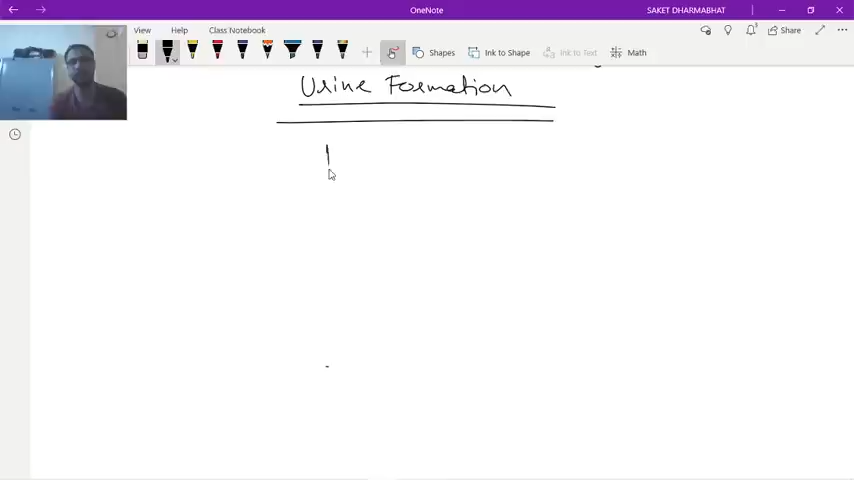 OneNote
SAKET DHARMABHAT
View Help Class Notebook
Share
Shapes Ink to Shape Ink to Text Math
Urine Formation